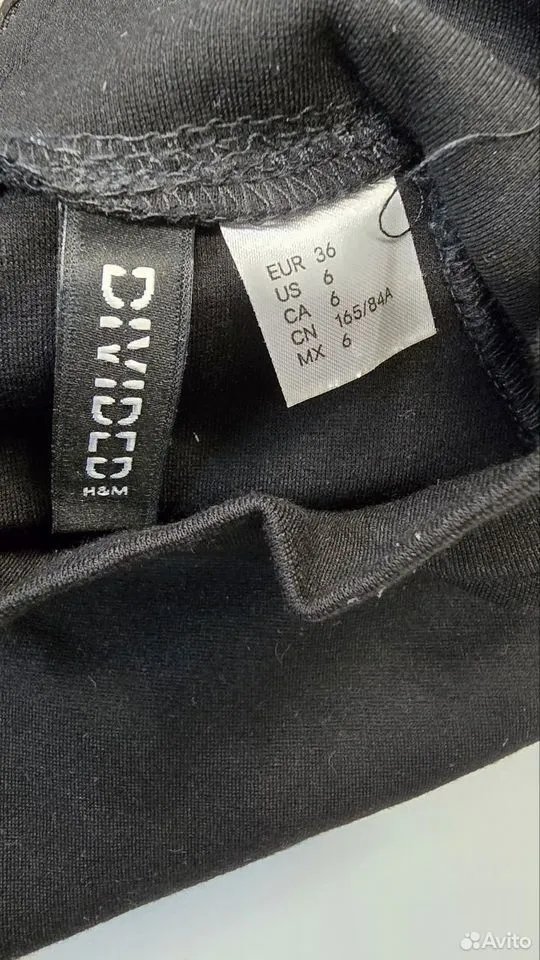 DIVIDED
H&M
EUR 36
US 6
CA 6
CN 165/84A
MX 6
Avito